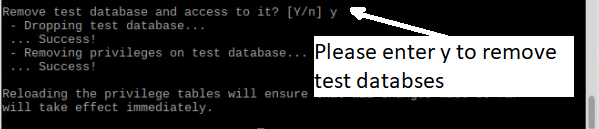 Remove test database and access to it? [Y/n] y
- Dropping test database...
... Success!
- Removing privileges on test database...
... Success!
Please enter y to remove
test databses
Reloading the privilege tables will ensure
will take effect immediately.